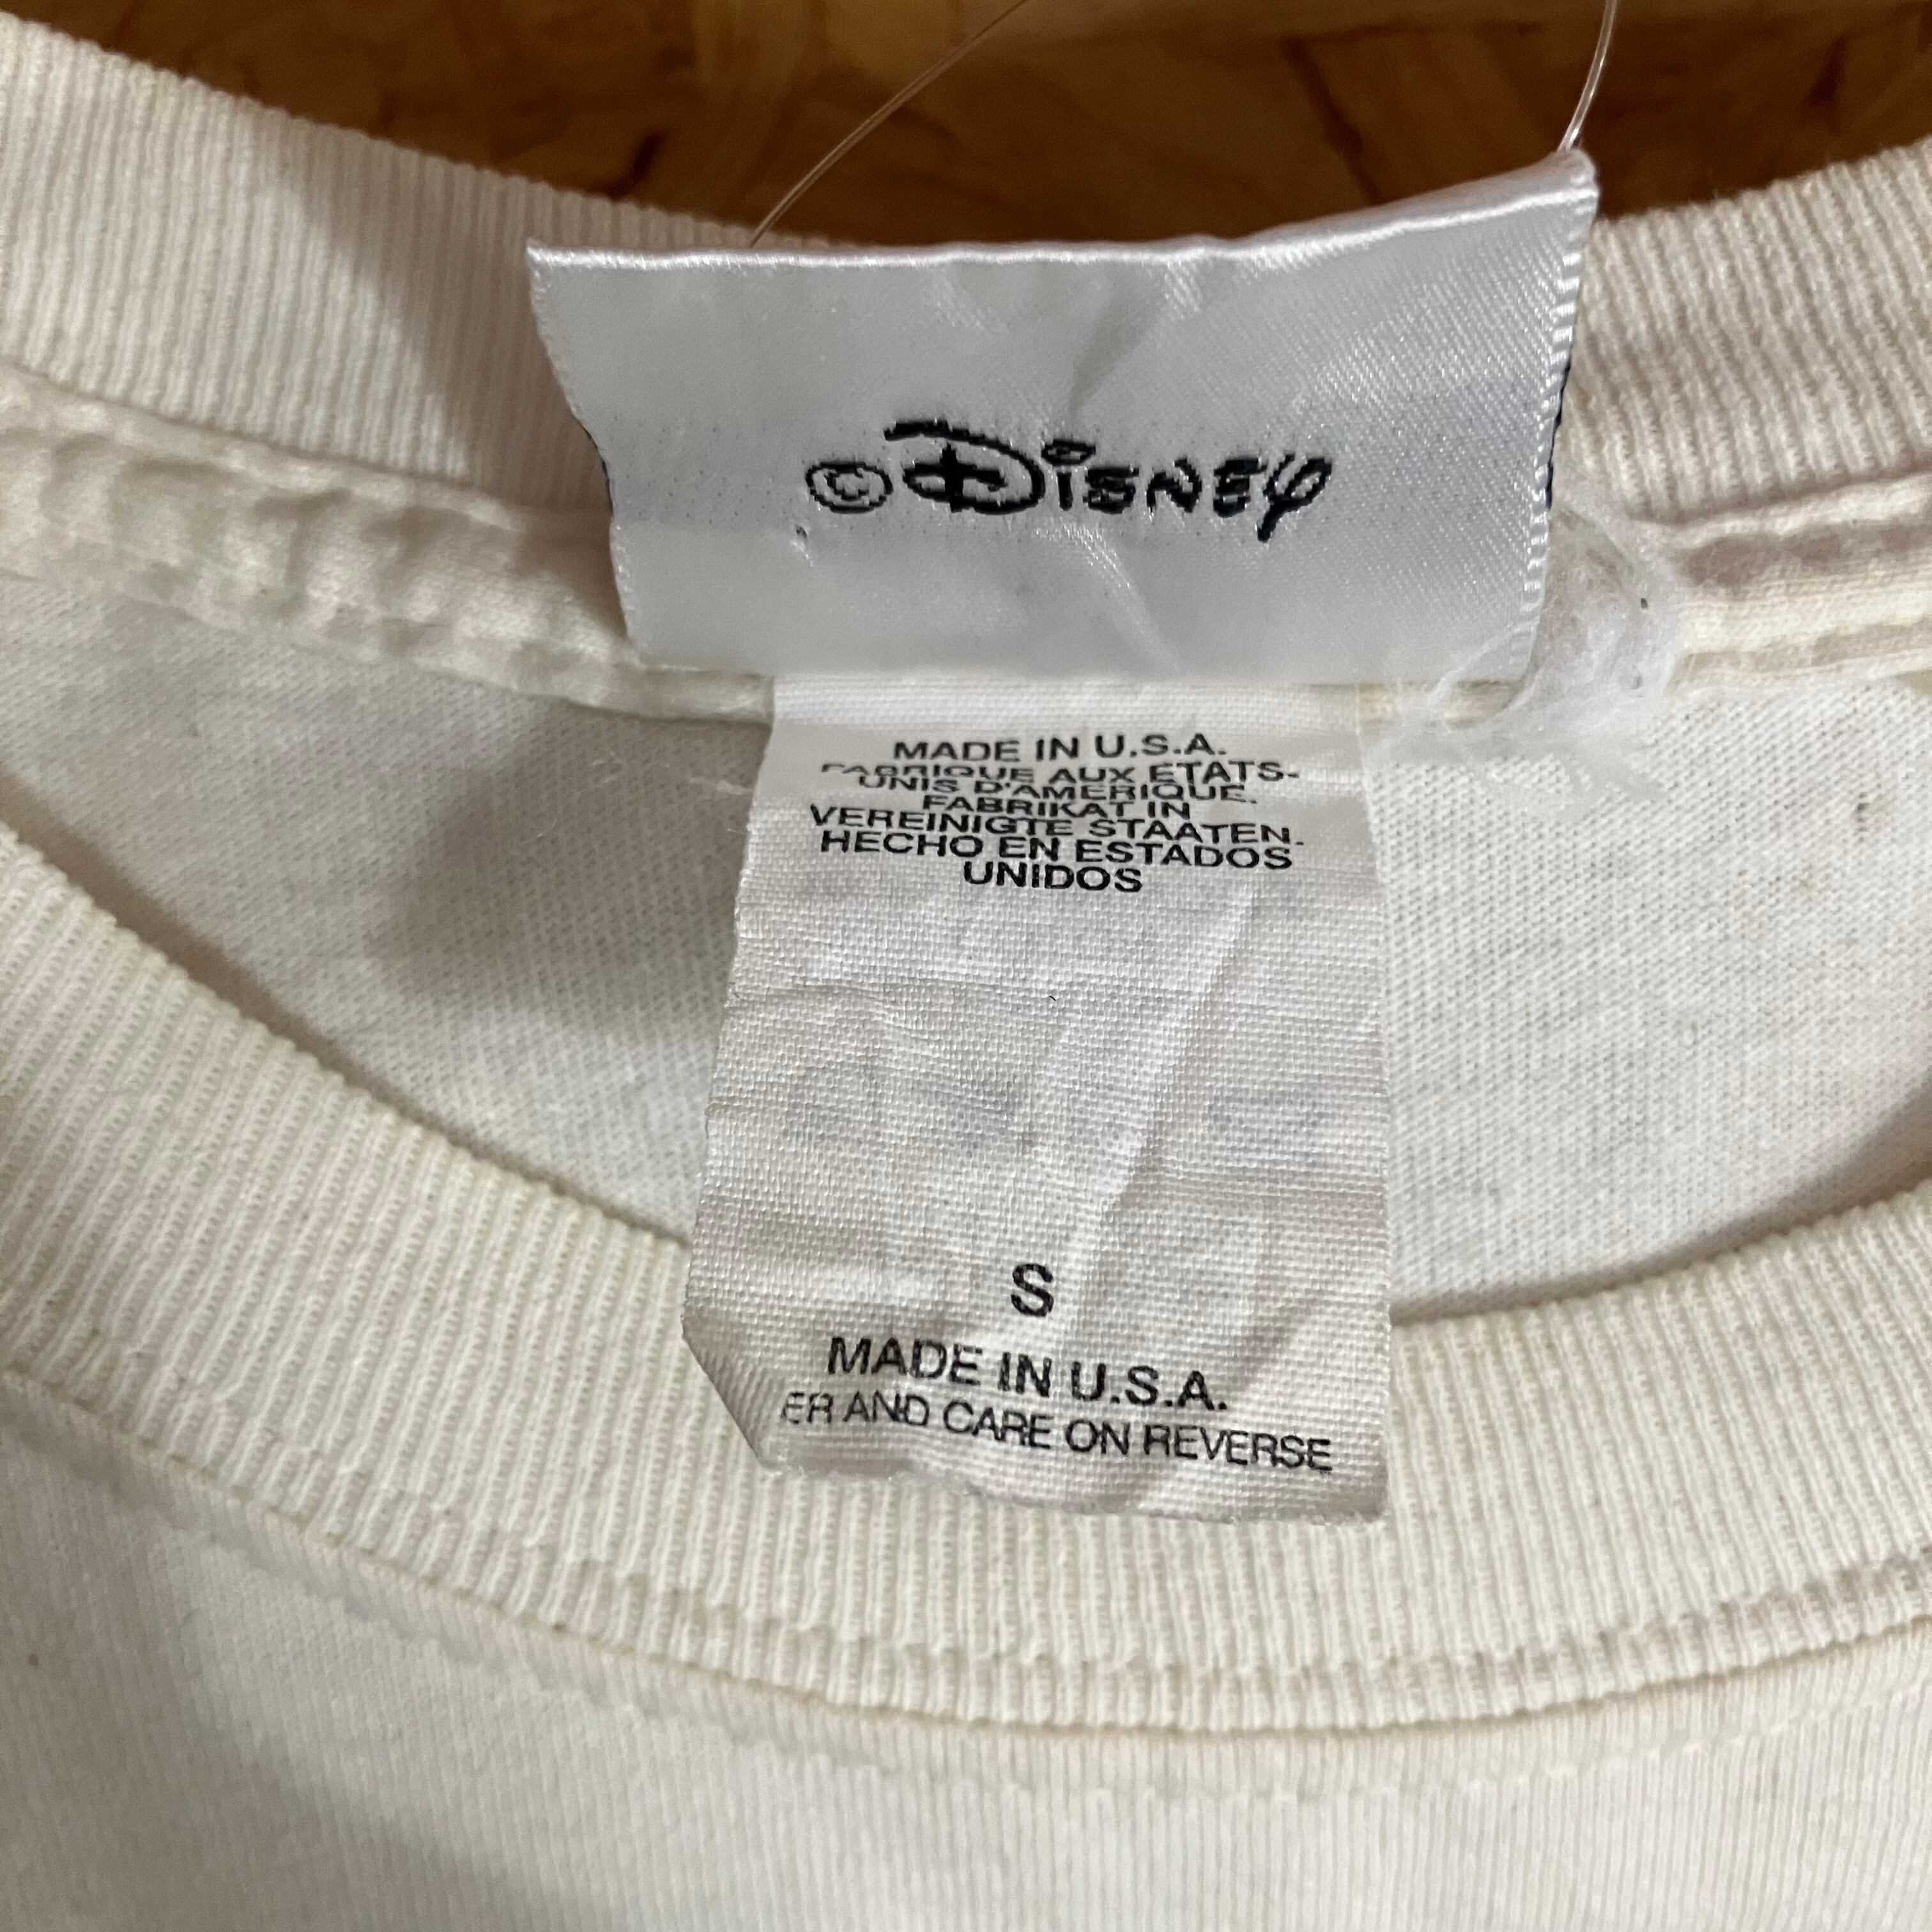 ©Disney
MADE IN U.S.A.
FABRIQUE AUX ETATS-
UNIS D'AMERIQUE.
FABRIKAT IN
VEREINIGTE STAATEN.
HECHO EN ESTADOS
UNIDOS
S
MADE IN U.S.A.
ER AND CARE ON REVERSE